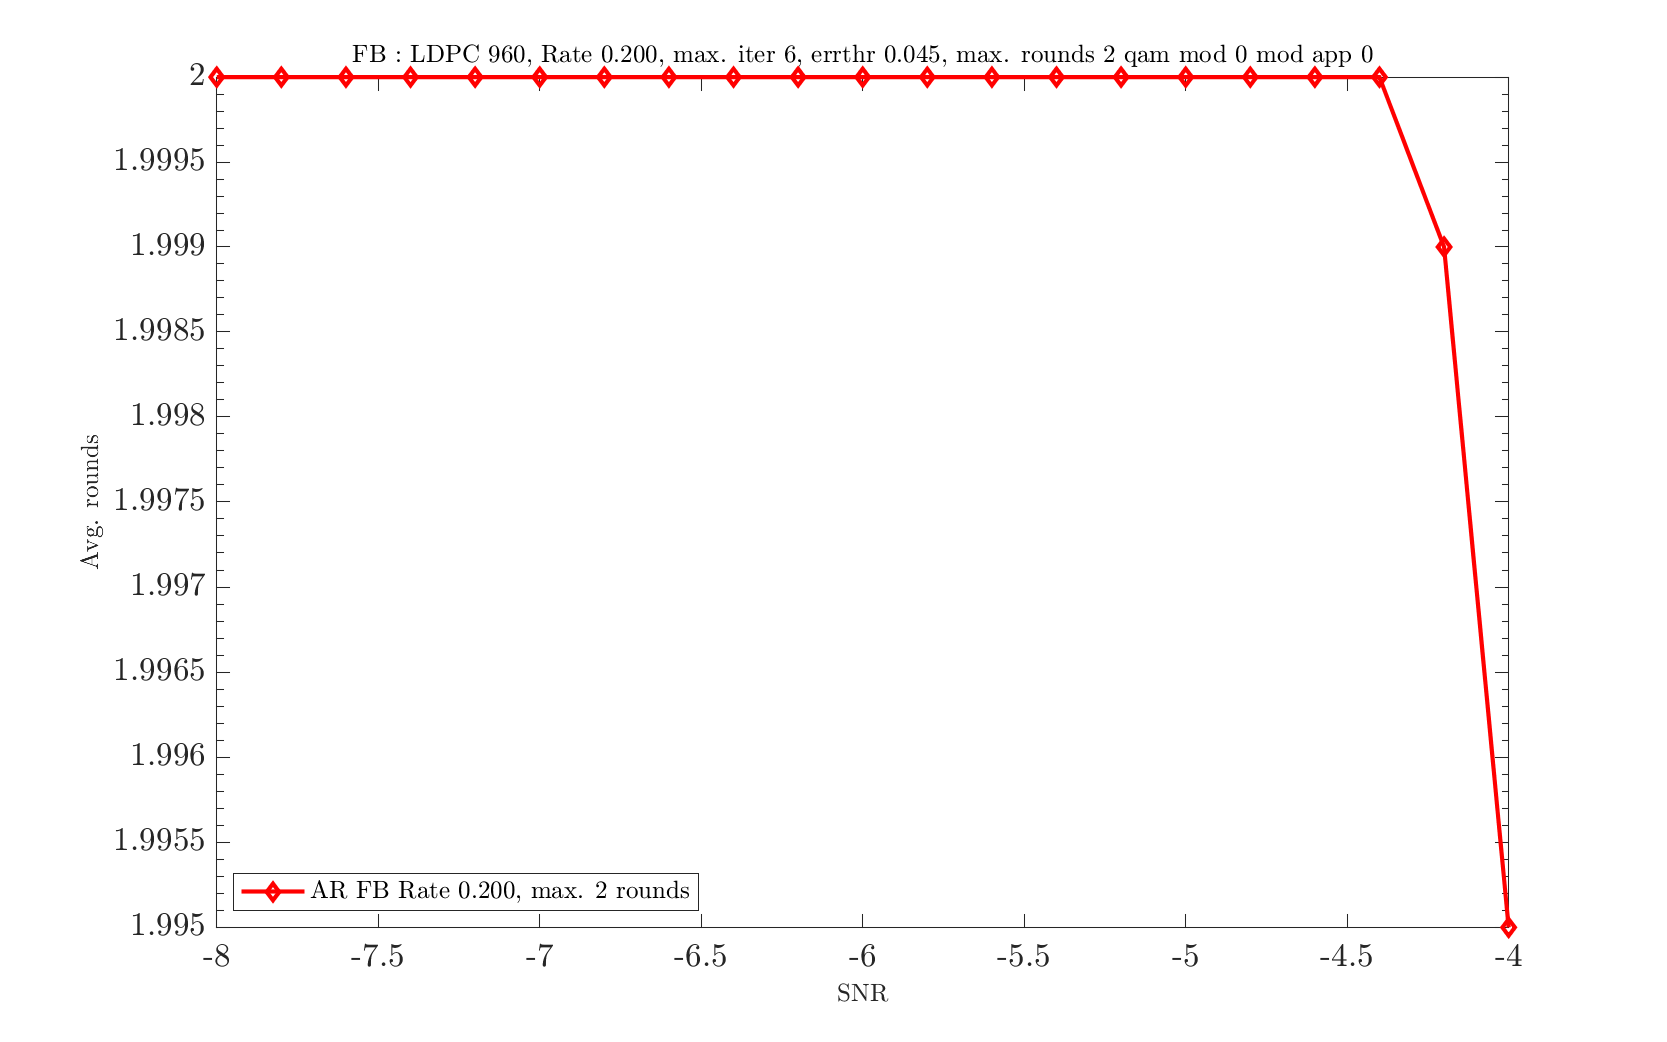 FB : LDPC 960, Rate 0.200, max. iter 6, errthr 0.045, max. rounds 2 qam mod 0 mod app 0
2
1.9995
1.999
1.9985
1.998
1.9975
1.997
1.9965
1.996
1.9955
1.995
Avg. rounds
AR FB Rate 0.200, max. 2 rounds
-8 -7.5 -7 -6.5 -6 -5.5 -5 -4.5 -4
SNR